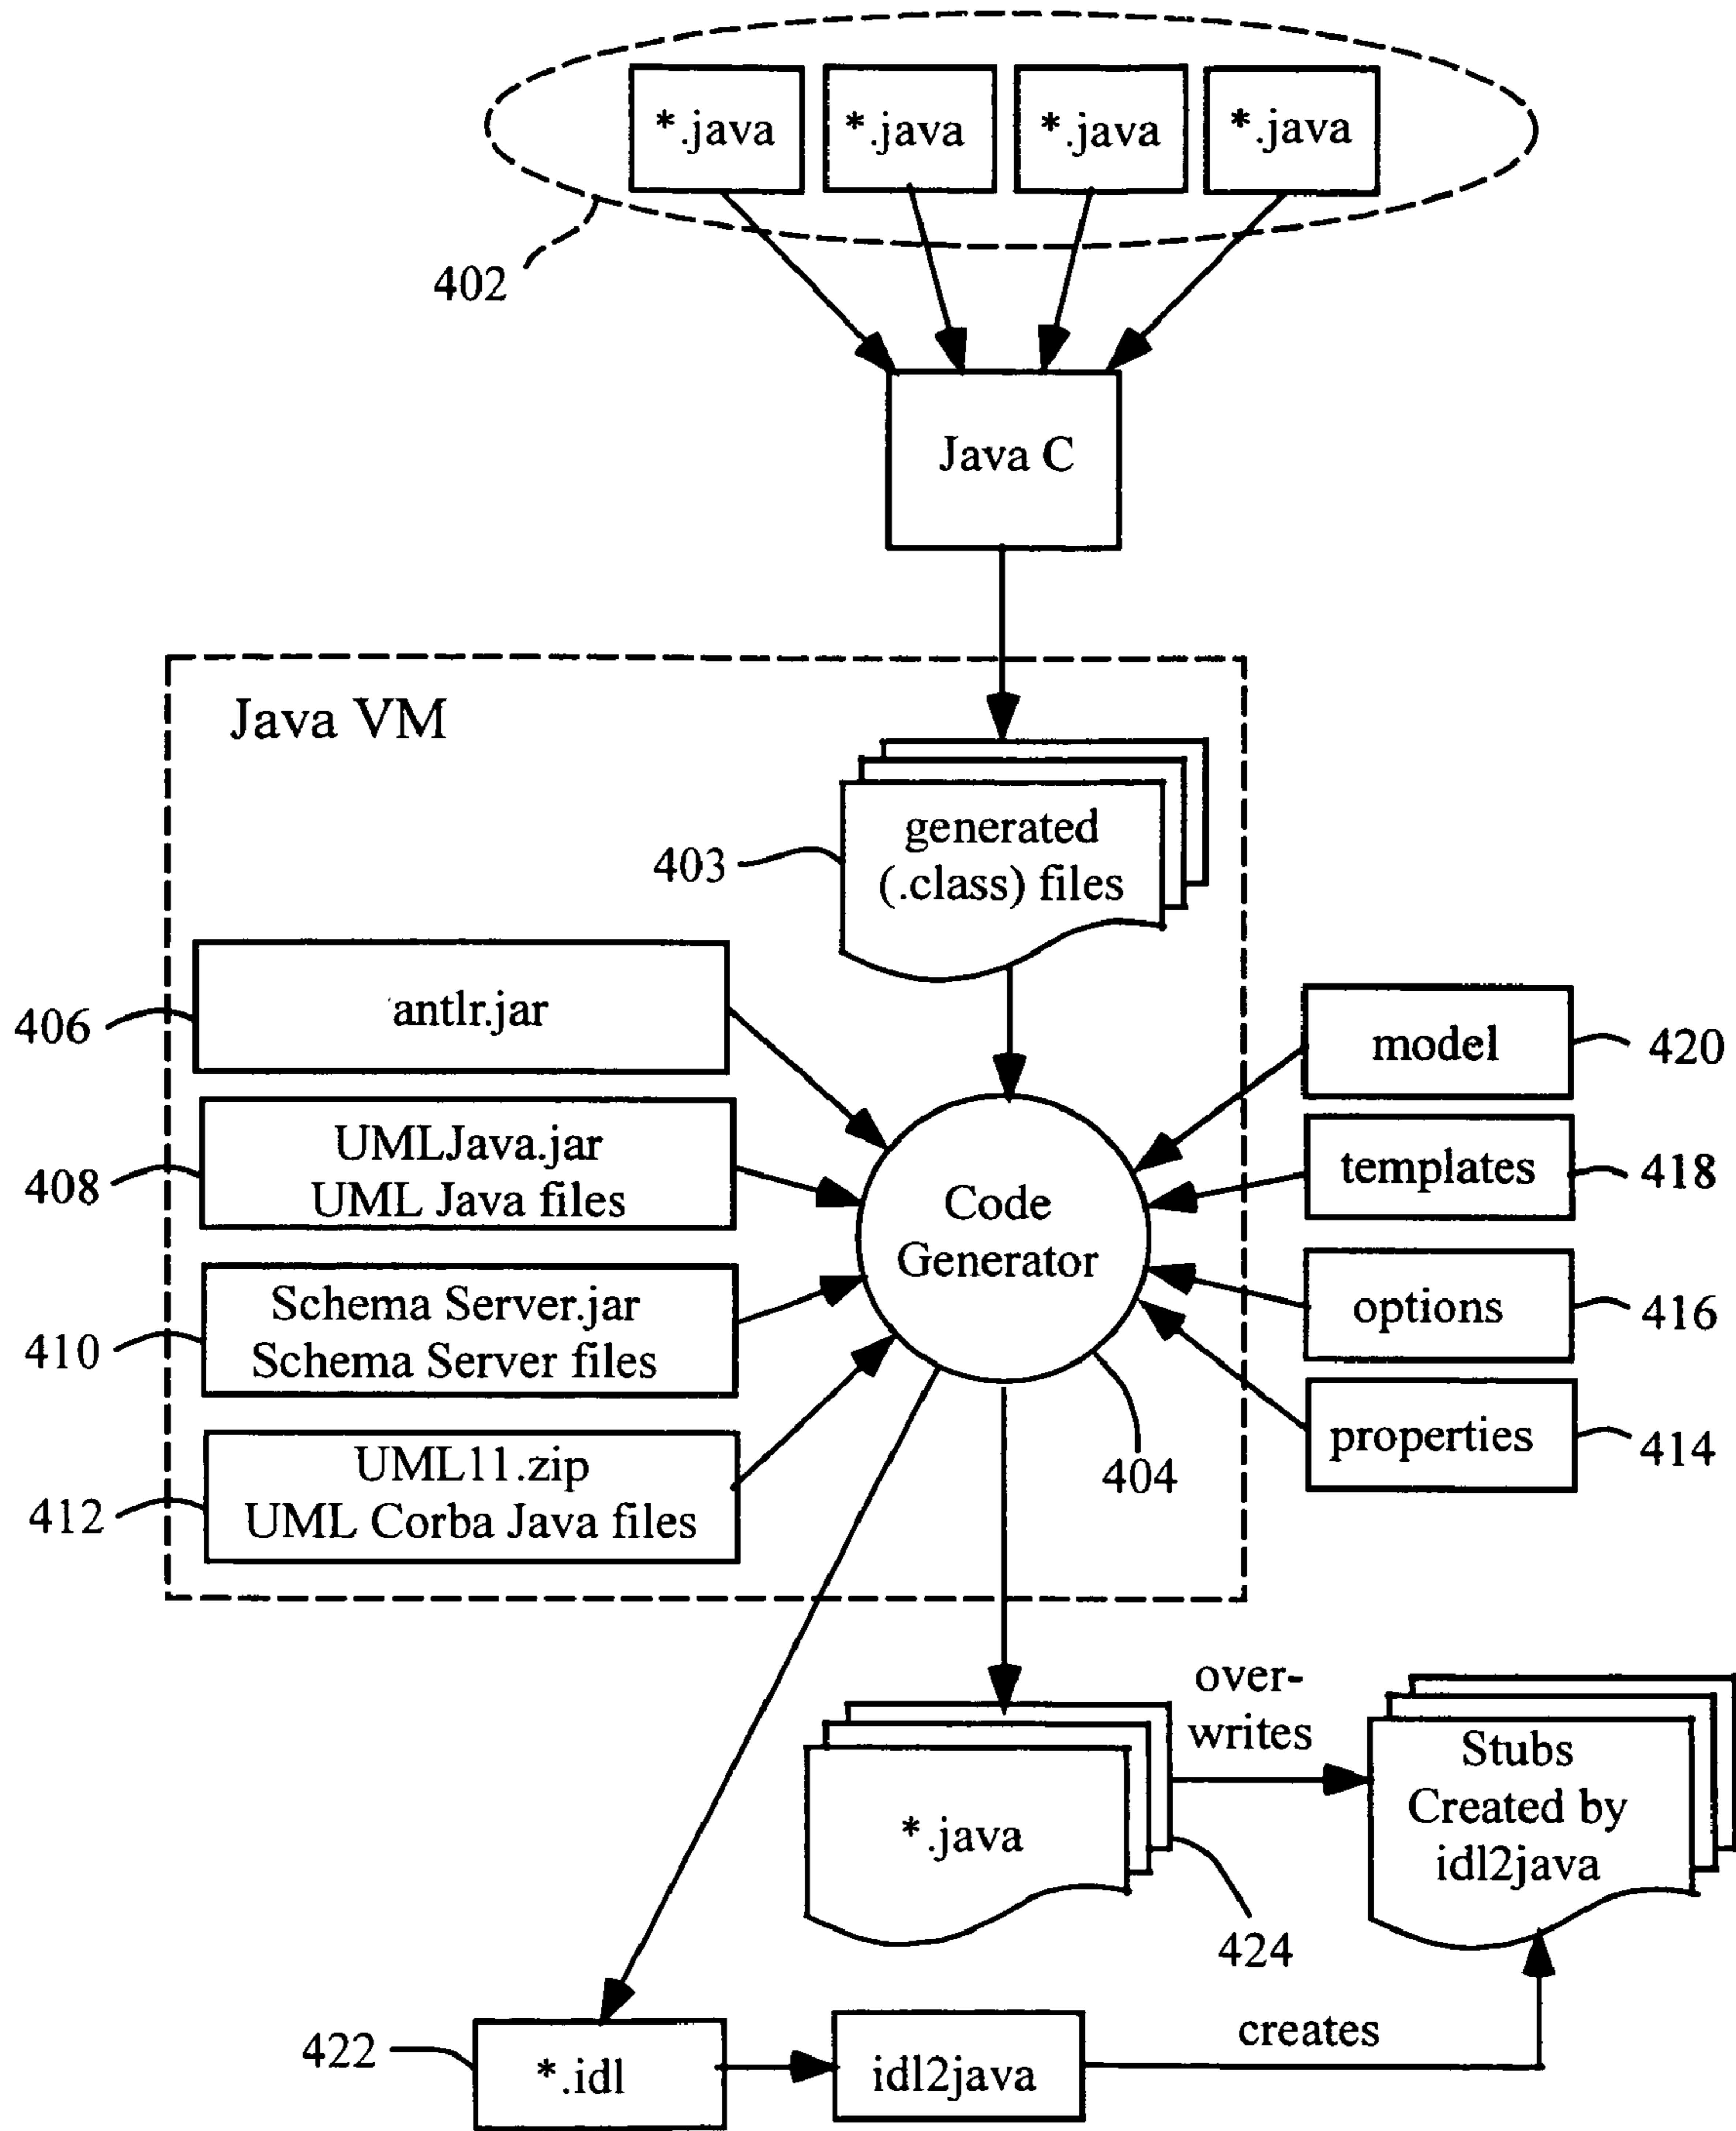 *.java
*.java
*.java
*.java
402
Java C
Java VM
generated
(.class) files
403
antlr.jar
406
model
420
UMLJava.jar
UML Java files
408
templates
418
Code
Generator
Schema Server.jar
Schema Server files
410
options
416
properties
414
UML11.zip
UML Corba Java files
412
404
over-
writes
Stubs
Created by
idl2java
*.java
424
creates
422
*.idl
idl2java